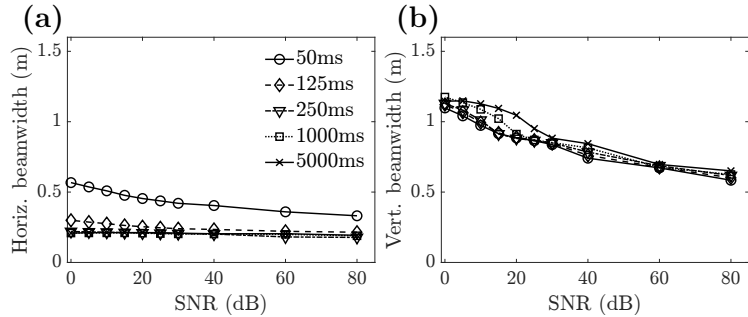 (a)
1.5
1
0.5
0
Horiz. beamwidth (m)
50ms
125ms
250ms
1000ms
5000ms
0 20 40 60 80
SNR (dB)
(b)
1.5
1
0.5
0
Vert. beamwidth (m)
0 20 40 60 80
SNR (dB)